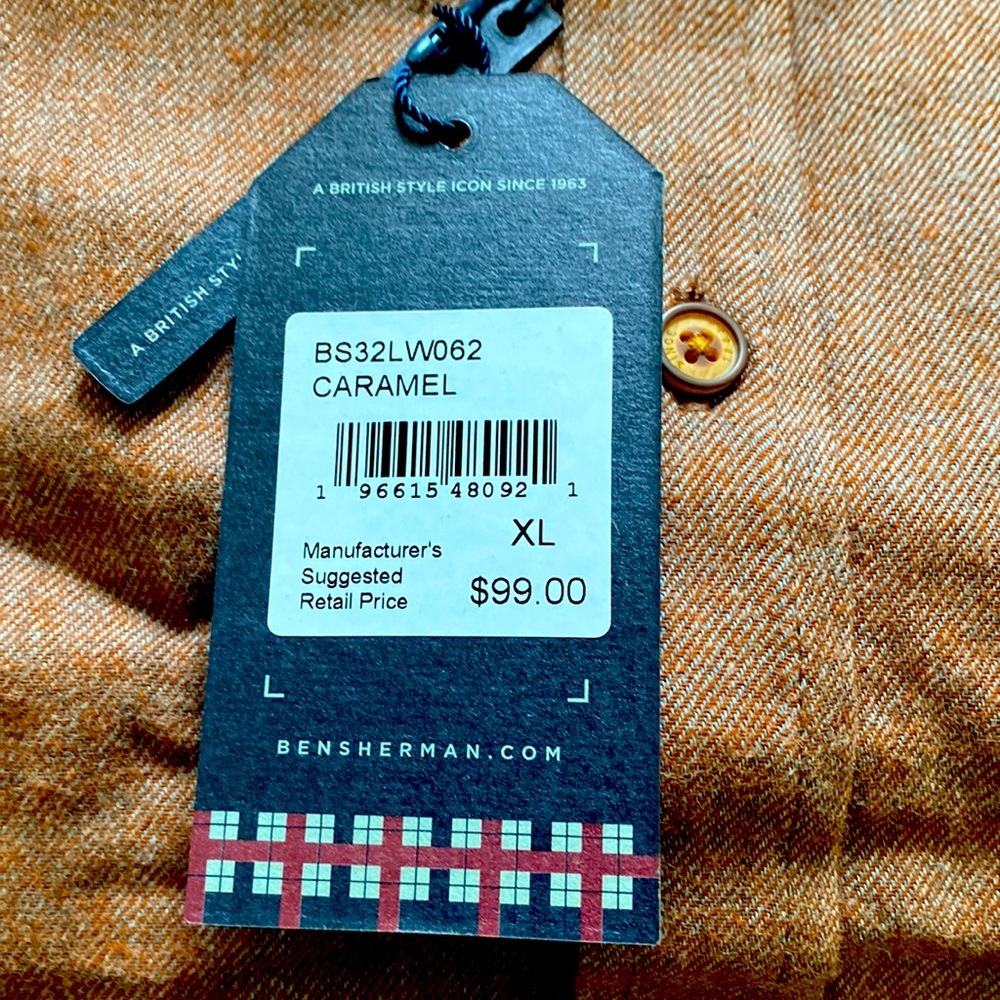 A BRITISH STYLE ICON SINCE 1963
A BRITISH STY
BS32LW062
CARAMEL
1 96615 48092 1
XL
Manufacturer's
Suggested
Retail Price
$99.00
BENSHERMAN.COM